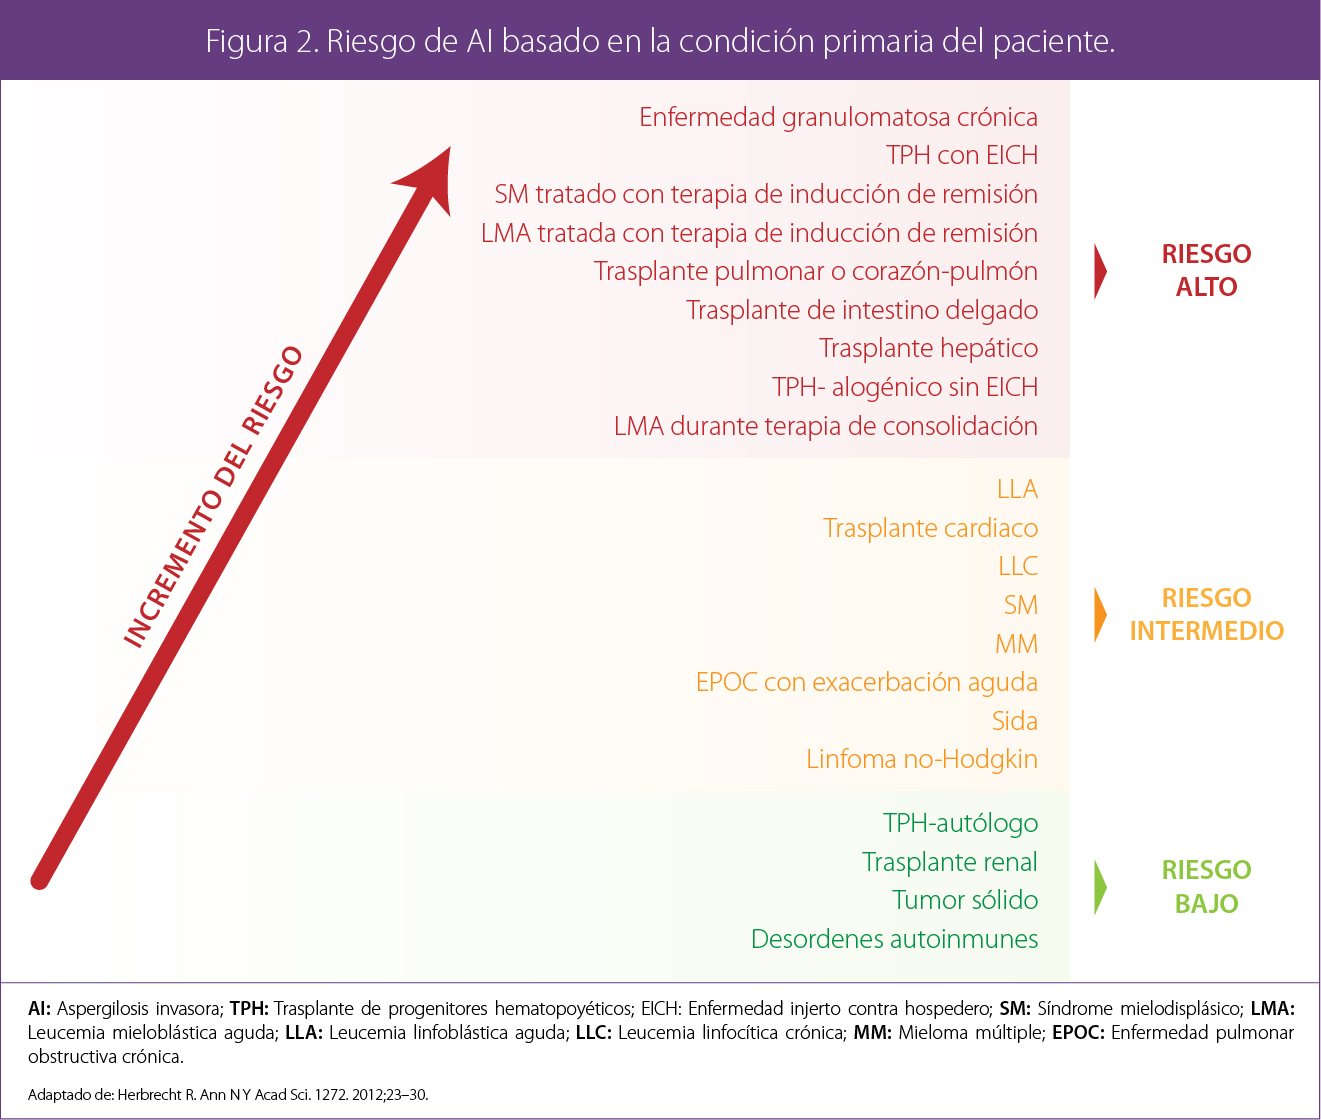 Figura 2. Riesgo de AI basado en la condición primaria del paciente.
INCREMENTO DEL RIESGO
Enfermedad granulomatosa crónica
TPH con EICH
SM tratado con terapia de inducción de remisión
LMA tratada con terapia de inducción de remisión
Trasplante pulmonar o corazón-pulmón
Trasplante de intestino delgado
Trasplante hepático
TPH- alogénico sin EICH
LMA durante terapia de consolidación
RIESGO
ALTO
LLA
Trasplante cardiaco
LLC
SM
MM
EPOC con exacerbación aguda
Sida
Linfoma no-Hodgkin
RIESGO
INTERMEDIO
TPH-autólogo
Trasplante renal
Tumor sólido
Desordenes autoinmunes
RIESGO
BAJO
AI: Aspergilosis invasora; TPH: Trasplante de progenitores hematopoyéticos; EICH: Enfermedad injerto contra hospedero; SM: Síndrome mielodisplásico; LMA:
Leucemia mieloblástica aguda; LLA: Leucemia linfoblástica aguda; LLC: Leucemia linfocítica crónica; MM: Mieloma múltiple; EPOC: Enfermedad pulmonar
obstructiva crónica.
Adaptado de: Herbrecht R. Ann N Y Acad Sci. 1272. 2012;23–30.